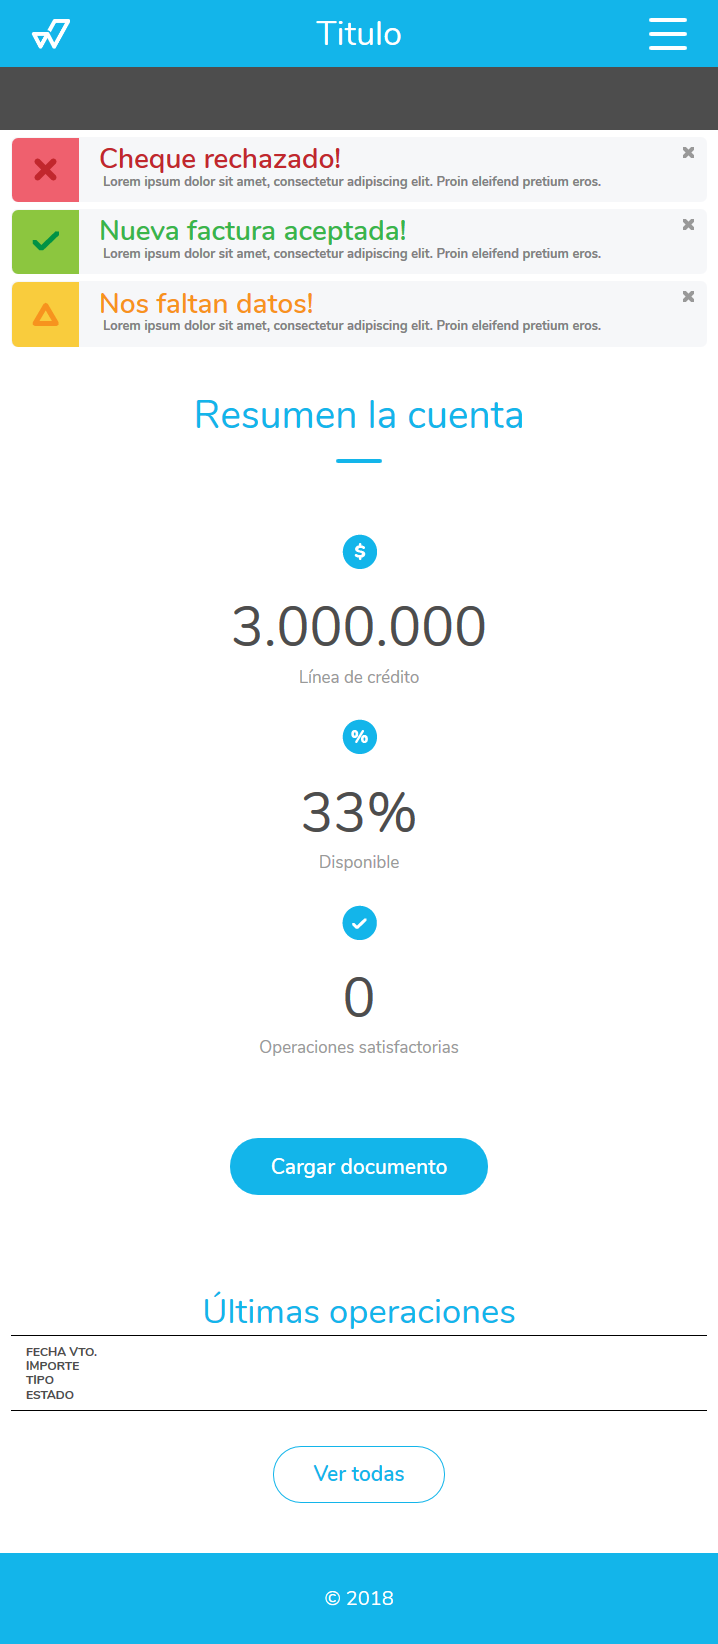 Titulo
Cheque rechazado!
Lorem ipsum dolor sit amet, consectetur adipiscing elit. Proin eleifend pretium eros.
Nueva factura aceptada!
Lorem ipsum dolor sit amet, consectetur adipiscing elit. Proin eleifend pretium eros.
Nos faltan datos!
Lorem ipsum dolor sit amet, consectetur adipiscing elit. Proin eleifend pretium eros.
Resumen la cuenta
$
3.000.000
Línea de crédito
%
33%
Disponible
0
Operaciones satisfactorias
Cargar documento
Últimas operaciones
FECHA VTO.
IMPORTE
TIPO
ESTADO
Ver todas
© 2018